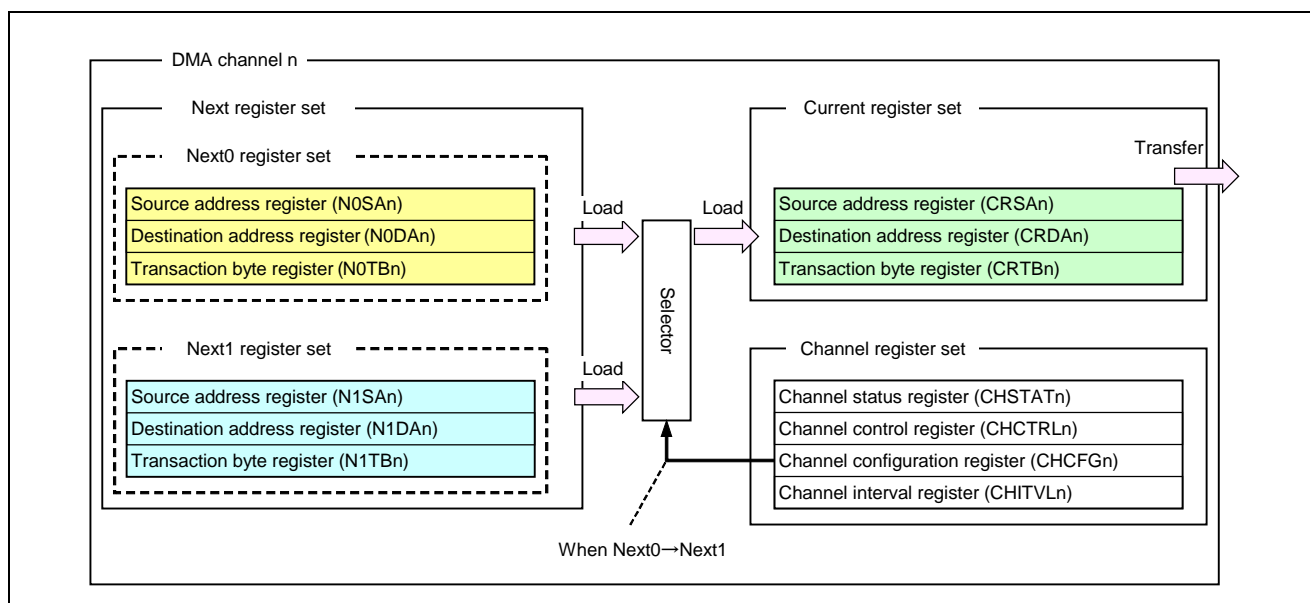 DMA channel n
Next register set
Next0 register set
Source address register (N0SAn)
Destination address register (N0DAn)
Transaction byte register (N0TBn)
Next1 register set
Source address register (N1SAn)
Destination address register (N1DAn)
Transaction byte register (N1TBn)
Load
Load
Selector
Load
Current register set
Transfer
Source address register (CRSAn)
Destination address register (CRDAn)
Transaction byte register (CRTBn)
Channel register set
Channel status register (CHSTATn)
Channel control register (CHCTRLn)
Channel configuration register (CHCFGn)
Channel interval register (CHITVLn)
When Next0→Next1